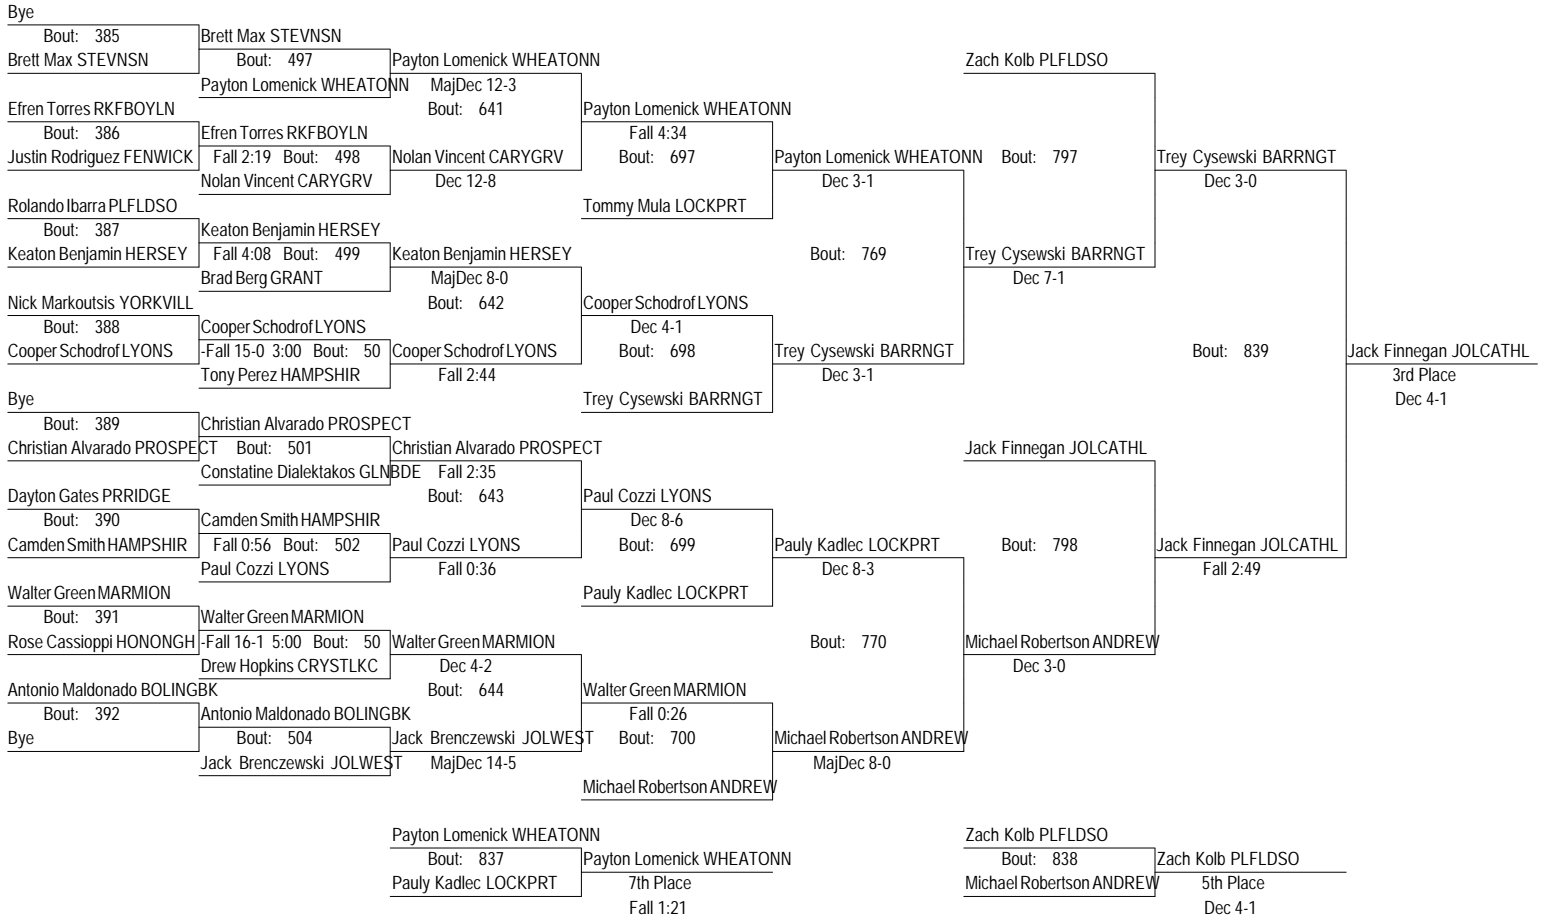 Bye
Bout: 385 Brett Max STEVNSN
Brett Max STEVNSN Bout: 497 Payton Lomenick WHEATONN Zach Kolb PLFLDSO
Payton Lomenick WHEATONN MajDec 12-3
Efren Torres RKFBOYLN Bout: 641 Payton Lomenick WHEATONN
Bout: 386 Efren Torres RKFBOYLN Fall 4:34
Justin Rodriguez FENWICK Fall 2:19 Bout: 498 Nolan Vincent CARYGRV Bout: 697 Payton Lomenick WHEATONN Bout: 797 Trey Cysewski BARRNGT
Nolan Vincent CARYGRV Dec 12-8 Dec 3-1 Dec 3-0
Rolando Ibarra PLFLDSO Tommy Mula LOCKPRT
Bout: 387 Keaton Benjamin HERSEY
Keaton Benjamin HERSEY Fall 4:08 Bout: 499 Keaton Benjamin HERSEY Bout: 769 Trey Cysewski BARRNGT
Brad Berg GRANT MajDec 8-0 Dec 7-1
Nick Markoutsis YORKVILL Bout: 642 Cooper Schodrof LYONS
Bout: 388 Cooper Schodrof LYONS Dec 4-1
Cooper Schodrof LYONS -Fall 15-0 3:00 Bout: 50 Cooper Schodrof LYONS Bout: 698 Trey Cysewski BARRNGT Bout: 839 Jack Finnegan JOLCATHL
Tony Perez HAMPSHIR Fall 2:44 Dec 3-1 3rd Place
Bye Trey Cysewski BARRNGT Dec 4-1
Bout: 389 Christian Alvarado PROSPECT
Christian Alvarado PROSPECT Bout: 501 Christian Alvarado PROSPECT Jack Finnegan JOLCATHL
Constatine Dialektakos GLNBDE Fall 2:35
Dayton Gates PRRIDGE Bout: 643 Paul Cozzi LYONS
Bout: 390 Camden Smith HAMPSHIR Dec 8-6
Camden Smith HAMPSHIR Fall 0:56 Bout: 502 Paul Cozzi LYONS Bout: 699 Pauly Kadlec LOCKPRT Bout: 798 Jack Finnegan JOLCATHL
Paul Cozzi LYONS Fall 0:36 Dec 8-3 Fall 2:49
Walter Green MARMION Pauly Kadlec LOCKPRT
Bout: 391 Walter Green MARMION
Rose Cassioppi HONONGH -Fall 16-1 5:00 Bout: 50 Walter Green MARMION Bout: 770 Michael Robertson ANDREW
Drew Hopkins CRYSTLKC Dec 4-2 Dec 3-0
Antonio Maldonado BOLINGBK Bout: 644 Walter Green MARMION
Bout: 392 Antonio Maldonado BOLINGBK Fall 0:26
Bye Bout: 504 Jack Brenczewski JOLWEST Bout: 700 Michael Robertson ANDREW
Jack Brenczewski JOLWEST MajDec 14-5 MajDec 8-0
Michael Robertson ANDREW
Payton Lomenick WHEATONN Zach Kolb PLFLDSO
Bout: 837 Payton Lomenick WHEATONN Bout: 838 Zach Kolb PLFLDSO
Pauly Kadlec LOCKPRT 7th Place Michael Robertson ANDREW 5th Place
Fall 1:21 Dec 4-1